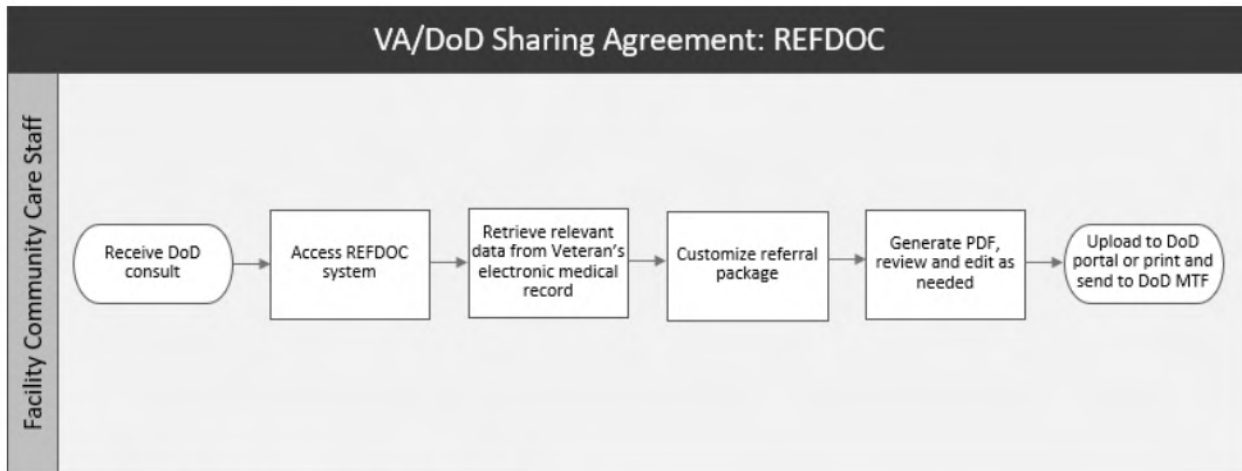 VA/DoD Sharing Agreement: REFDOC
Facility Community Care Staff
Receive DoD
consult
Access REFDOC
system
Retrieve relevant
data from Veteran's
electronic medical
record
Customize referral
package
Generate PDF,
review and edit as
needed
Upload to DoD
portal or print and
send to DoD MTF